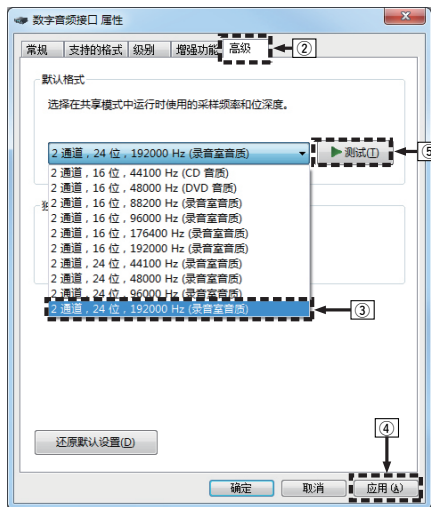 数字音频接口 属性
常规 支持的格式 级别 增强功能 高级
②
默认格式
选择在共享模式中运行时使用的采样频率和位深度。
2 通道，24 位，192000 Hz (录音室音质)
测试(T)
⑤
2 通道，16 位，44100 Hz (CD 音质)
2 通道，16 位，48000 Hz (DVD 音质)
2 通道，16 位，88200 Hz (录音室音质)
2 通道，16 位，96000 Hz (录音室音质)
2 通道，16 位，176400 Hz (录音室音质)
2 通道，16 位，192000 Hz (录音室音质)
2 通道，24 位，44100 Hz (录音室音质)
2 通道，24 位，48000 Hz (录音室音质)
2 通道，24 位，96000 Hz (录音室音质)
2 通道，24 位，192000 Hz (录音室音质)
③
还原默认设置(D)
④
确定 取消 应用(A)